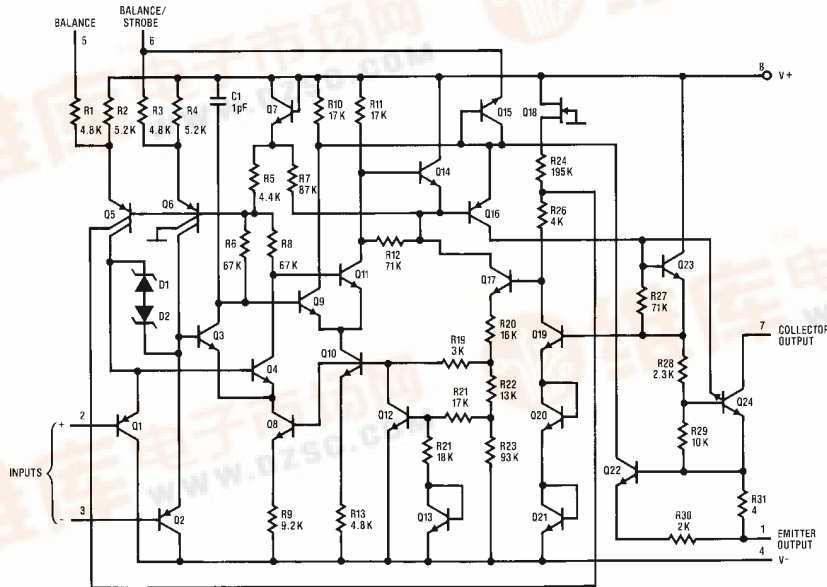 BALANCE
5
BALANCE/
STROBE
6
8 V+
R1
4.8K
R2
5.2K
R3
4.8K
R4
5.2K
C1
1pF
Q7
R10
17K
R11
17K
Q15
Q18
Q14
R24
195K
R5
4.4K
R7
87K
Q5
Q6
Q16
R26
4K
R6
67K
R8
67K
R12
71K
Q11
Q17
Q23
D1
D2
Q9
R27
71K
7 COLLECTOR
OUTPUT
Q3
R20
16K
Q19
R19
3K
Q10
Q4
R28
2.3K
Q24
R22
13K
R21
17K
Q12
Q20
2
+
Q1
Q8
R29
10K
INPUTS
R21
18K
R23
93K
Q22
3
-
Q2
R9
9.2K
R13
4.8K
Q13
Q21
R30
2K
R31
4
1 EMITTER
OUTPUT
4
V-
www.dzsc.com